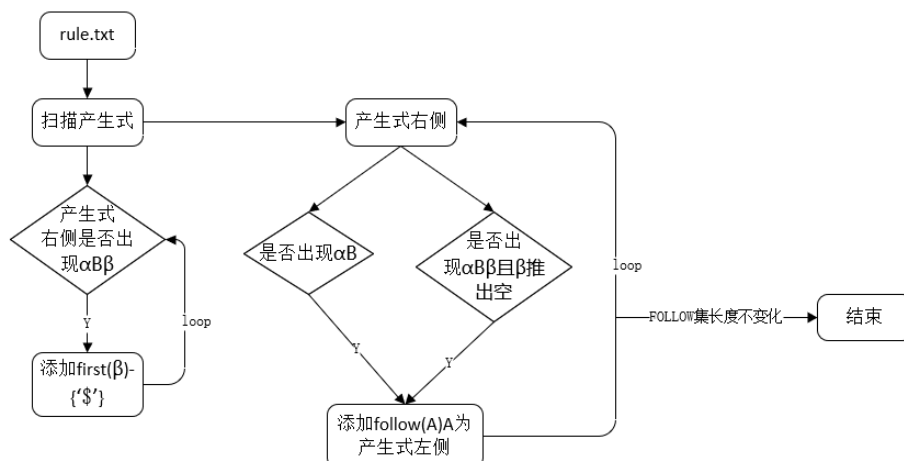 rule.txt
扫描产生式
产生式右侧
产生式
右侧是否出
现αBβ
是否出现αB
是否出
现αBβ且β推
出空
loop
loop
FOLLOW集长度不变化
结束
Y
Y
Y
添加first(β)-
{‘$’}
添加follow(A)A为
产生式左侧